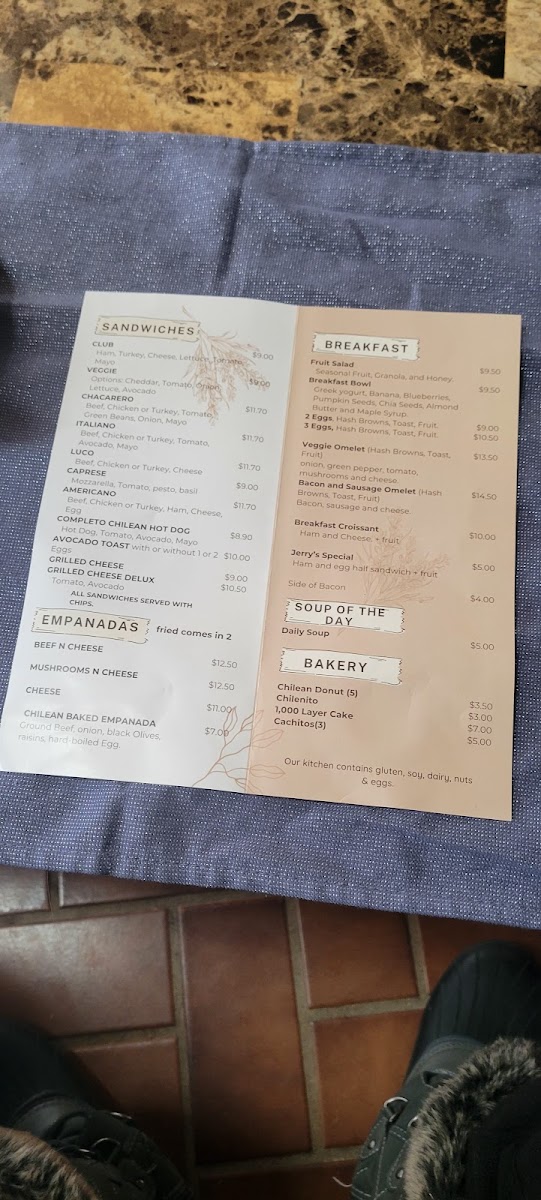 SANDWICHES
CLUB
Ham, Turkey, Cheese, Lettuce, Tomato, $9.00
Mayo
VEGGIE
Options: Cheddar, Tomato, Onion, $9.00
Lettuce, Avocado
CHACARERO
Beef, Chicken or Turkey, Tomato, $11.70
Green Beans, Onion, Mayo
ITALIANO
Beef, Chicken or Turkey, Tomato, $11.70
Avocado, Mayo
LUCO
Beef, Chicken or Turkey, Cheese $11.70
CAPRESE
Mozzarella, Tomato, pesto, basil $9.00
AMERICANO
Beef, Chicken or Turkey, Ham, Cheese, $11.70
Egg
COMPLETO CHILEAN HOT DOG
Hot Dog, Tomato, Avocado, Mayo $8.90
AVOCADO TOAST with or without 1 or 2 $10.00
Eggs
GRILLED CHEESE $9.00
GRILLED CHEESE DELUX $10.50
Tomato, Avocado
ALL SANDWICHES SERVED WITH
CHIPS.
EMPANADAS fried comes in 2
BEEF N CHEESE $12.50
MUSHROOMS N CHEESE $12.50
CHEESE $11.00
CHILEAN BAKED EMPANADA $7.00
Ground Beef, onion, black Olives,
raisins, hard-boiled Egg.
BREAKFAST
Fruit Salad $9.50
Seasonal Fruit, Granola, and Honey
Breakfast Bowl $9.50
Greek yogurt, Banana, Blueberries,
Pumpkin Seeds, Chia Seeds, Almond
Butter and Maple Syrup.
2 Eggs, Hash Browns, Toast, Fruit. $9.00
3 Eggs, Hash Browns, Toast, Fruit. $10.50
Veggie Omelet (Hash Browns, Toast, $13.50
Fruit)
onion, green pepper, tomato,
mushrooms and cheese.
Bacon and Sausage Omelet (Hash $14.50
Browns, Toast, Fruit)
Bacon, sausage and cheese.
Breakfast Croissant $10.00
Ham and Cheese. + fruit
Jerry's Special $5.00
Ham and egg half sandwich + fruit
Side of Bacon $4.00
SOUP OF THE
DAY
Daily Soup $5.00
BAKERY
Chilean Donut (5) $3.50
Chilenito $3.00
1,000 Layer Cake $7.00
Cachitos(3) $5.00
Our kitchen contains gluten, soy, dairy, nuts
& eggs.